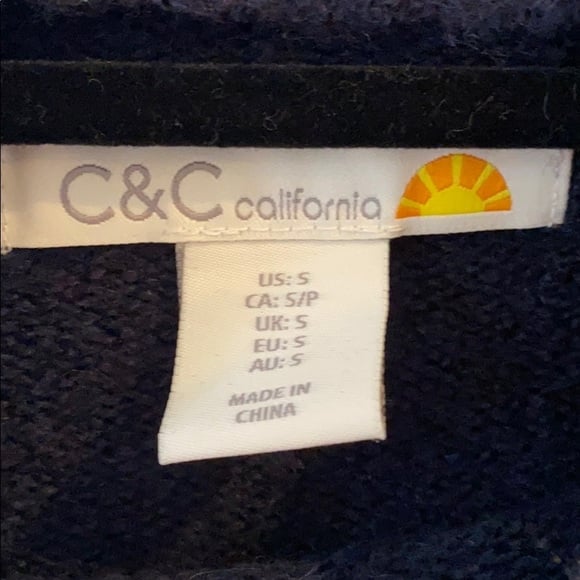 C&C california
US: S
CA: S/P
UK: S
EU: S
AU: S
MADE IN
CHINA